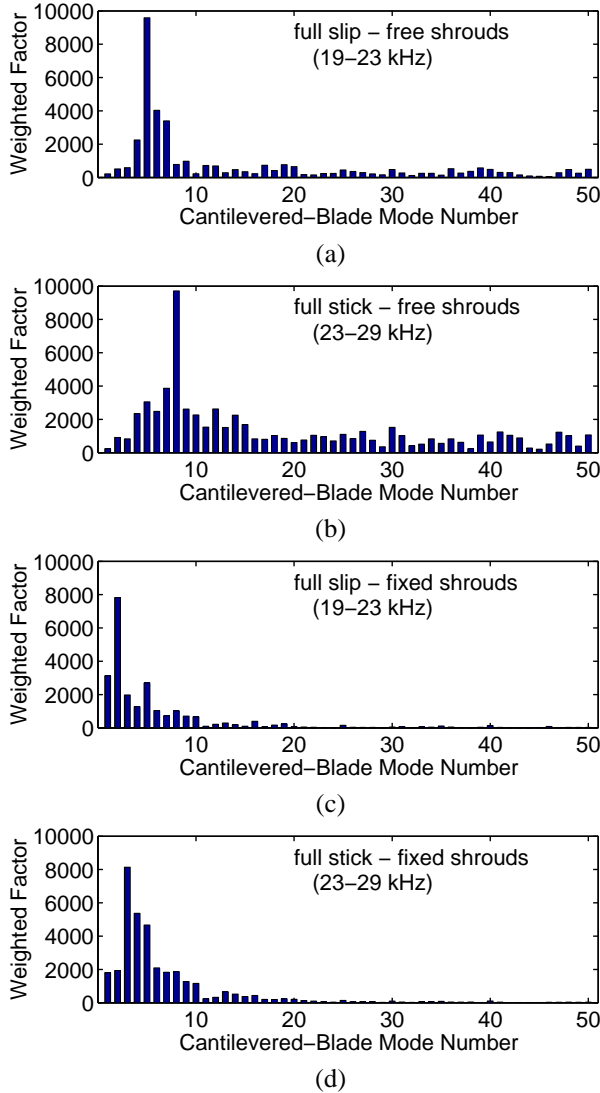 10000
8000
6000
4000
2000
0
Weighted Factor
full slip − free shrouds
(19−23 kHz)
10 20 30 40 50
Cantilevered−Blade Mode Number
(a)
10000
8000
6000
4000
2000
0
Weighted Factor
full stick − free shrouds
(23−29 kHz)
10 20 30 40 50
Cantilevered−Blade Mode Number
(b)
10000
8000
6000
4000
2000
0
Weighted Factor
full slip − fixed shrouds
(19−23 kHz)
10 20 30 40 50
Cantilevered−Blade Mode Number
(c)
10000
8000
6000
4000
2000
0
Weighted Factor
full stick − fixed shrouds
(23−29 kHz)
10 20 30 40 50
Cantilevered−Blade Mode Number
(d)